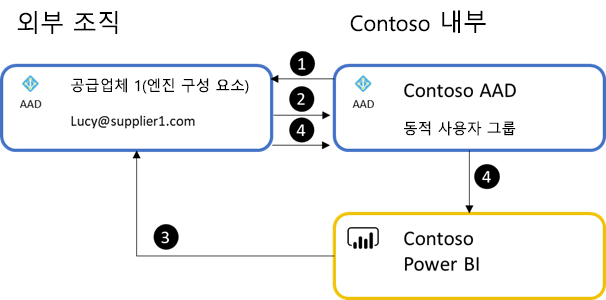 외부 조직
Contoso 내부
AAD
공급업체 1(엔진 구성 요소)
Lucy@supplier1.com
1
2
4
AAD
Contoso AAD
동적 사용자 그룹
4
3
Contoso
Power BI